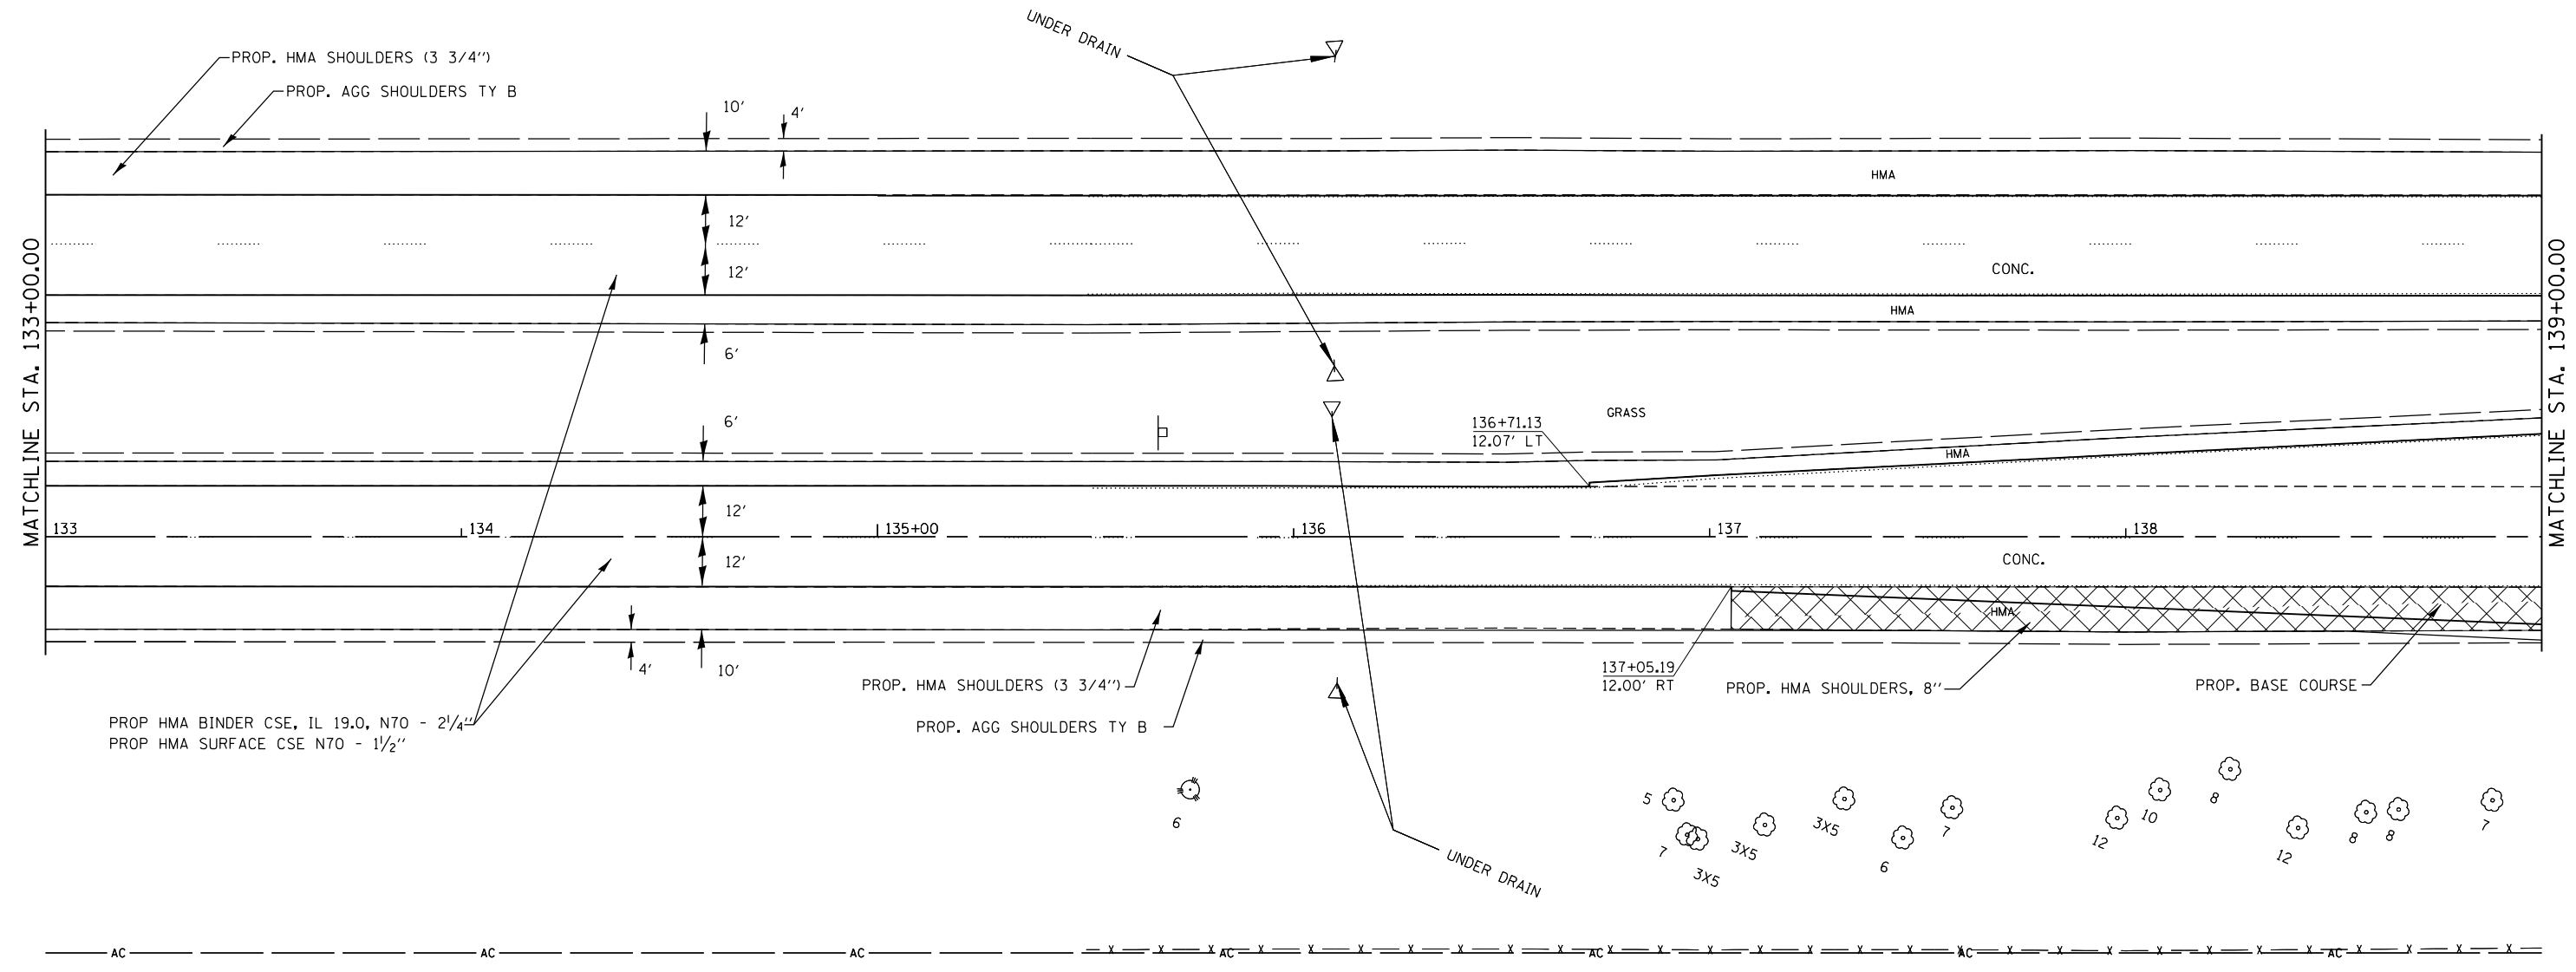 UNDER DRAIN
PROP. HMA SHOULDERS (3 3/4'')
PROP. AGG SHOULDERS TY B
10'
4'
HMA
12'
12'
CONC.
HMA
6'
MATCHLINE STA. 133+00.00
MATCHLINE STA. 139+00.00
6'
GRASS
136+71.13
12.07' LT
HMA
12'
133
134
135+00
136
137
138
12'
CONC.
HMA
4'
10'
137+05.19
12.00' RT
PROP. HMA SHOULDERS (3 3/4'')
PROP. HMA SHOULDERS, 8''
PROP. BASE COURSE
PROP. AGG SHOULDERS TY B
PROP HMA BINDER CSE, IL 19.0, N70 - 2 1/4''
PROP HMA SURFACE CSE N70 - 1 1/2''
6
5
7
3X5
3X5
3X5
6
7
12
10
8
12
8
8
7
UNDER DRAIN
AC AC AC AC AC AC AC
X X X X X X X X X X X X X X X X X X X X X X X X X X X X X